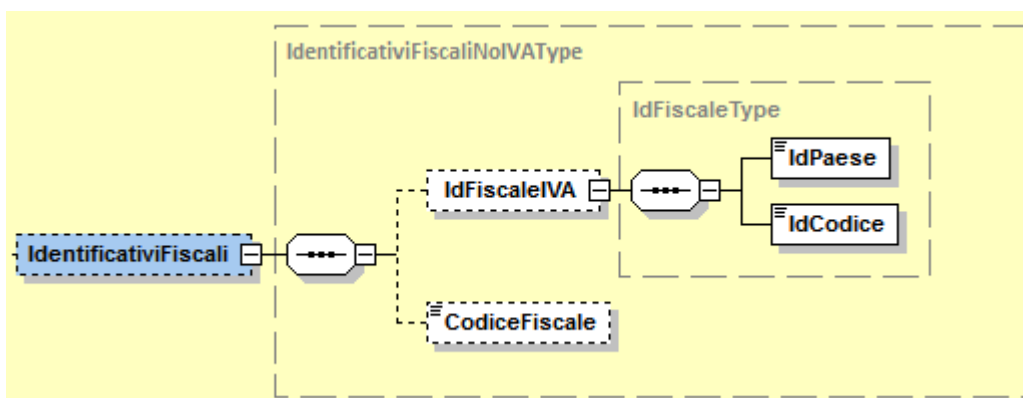 IdentificativiFiscaliNoIVAType
IdFiscaleType
IdPaese
IdFiscaleIVA
IdCodice
IdentificativiFiscali
CodiceFiscale